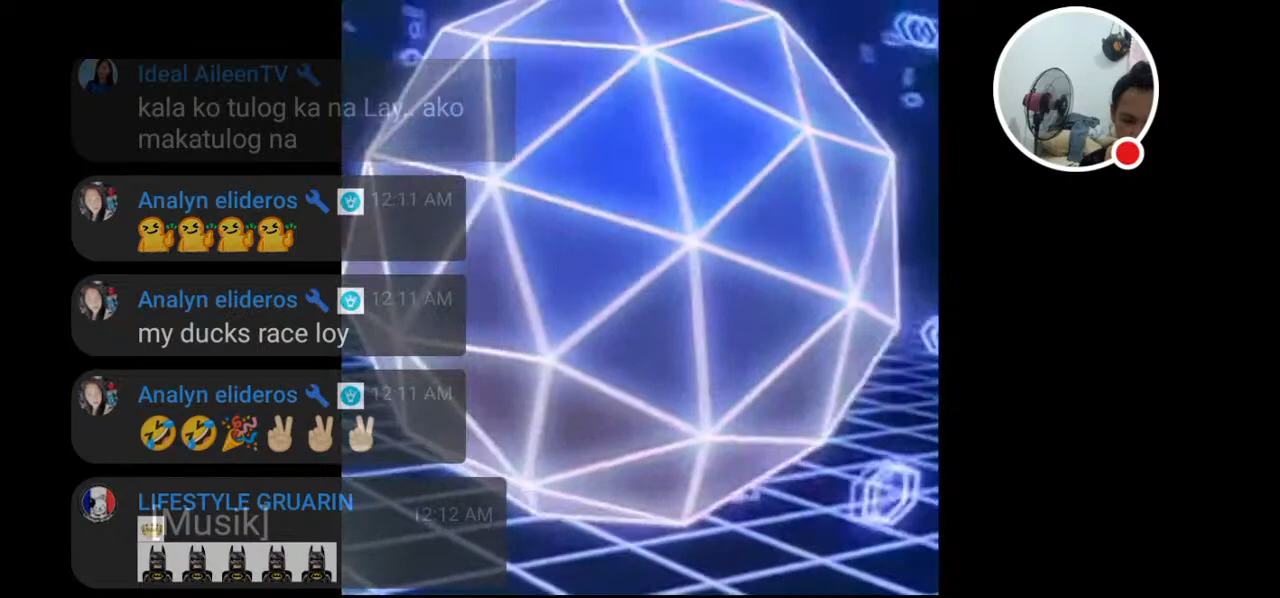 Ideal AileenTV
kala ko tulog ka na Lay.. ako
makatulog na
Analyn elideros 12:11 AM
Analyn elideros 12:11 AM
my ducks race loy
Analyn elideros 12:11 AM
LIFESTYLE GRUARIN
12:12 AM
[Musik]